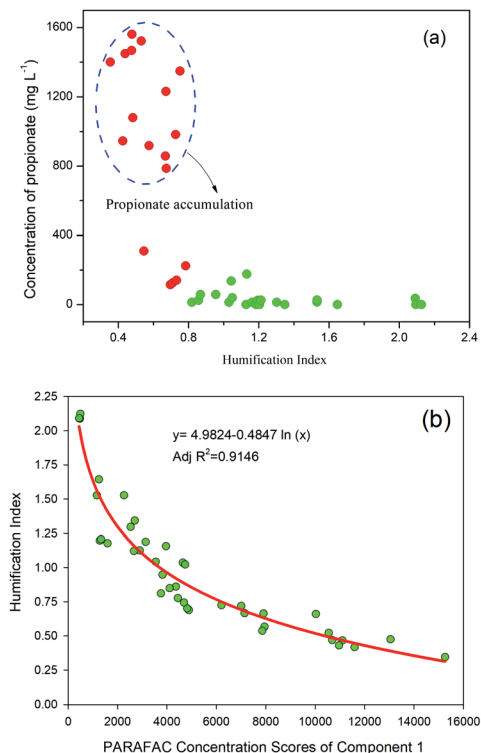 (a)
Concentration of propionate (mg L⁻¹)
1600
1200
800
400
0
Propionate accumulation
0.4 0.8 1.2 1.6 2.0 2.4
Humification Index
(b)
y= 4.9824-0.4847 ln (x)
Adj R²=0.9146
Humification Index
2.25
2.00
1.75
1.50
1.25
1.00
0.75
0.50
0.25
0.00
0 2000 4000 6000 8000 10000 12000 14000 16000
PARAFAC Concentration Scores of Component 1